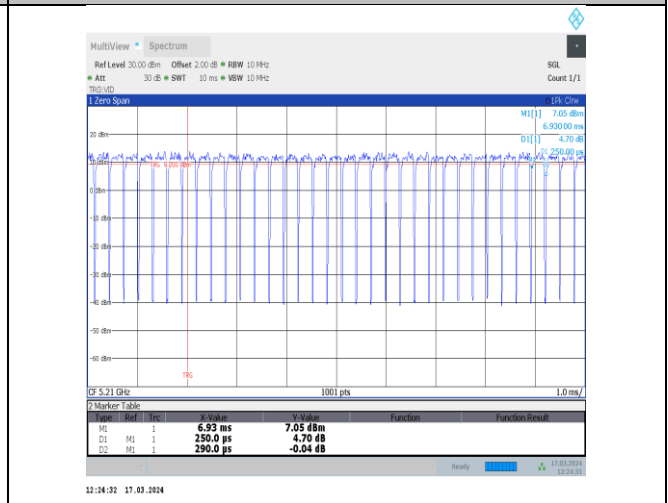 MultiView Spectrum
Ref Level 30.00 dBm Offset 2.00 dB RBW 10 MHz SGL
Att 30 dB SWT 10 ms VBW 10 MHz Count 1/1
TRG:VID
1 Zero Span 1Pk Clrw
M1[1] 7.05 dBm
6.930 00 ms
20 dBm
D1[1] 4.70 dB
250.00 µs
10 dBm
0 dBm
-10 dBm
-20 dBm
-30 dBm
-40 dBm
-50 dBm
-60 dBm
TRG
CF 5.21 GHz 1001 pts 1.0 ms/
2 Marker Table
Type Ref Trc X-Value Y-Value Function Function Result
M1 1 6.93 ms 7.05 dBm
D1 M1 1 250.0 µs 4.70 dB
D2 M1 1 290.0 µs -0.04 dB
Ready 17.03.2024
12:24:31
12:24:32 17.03.2024